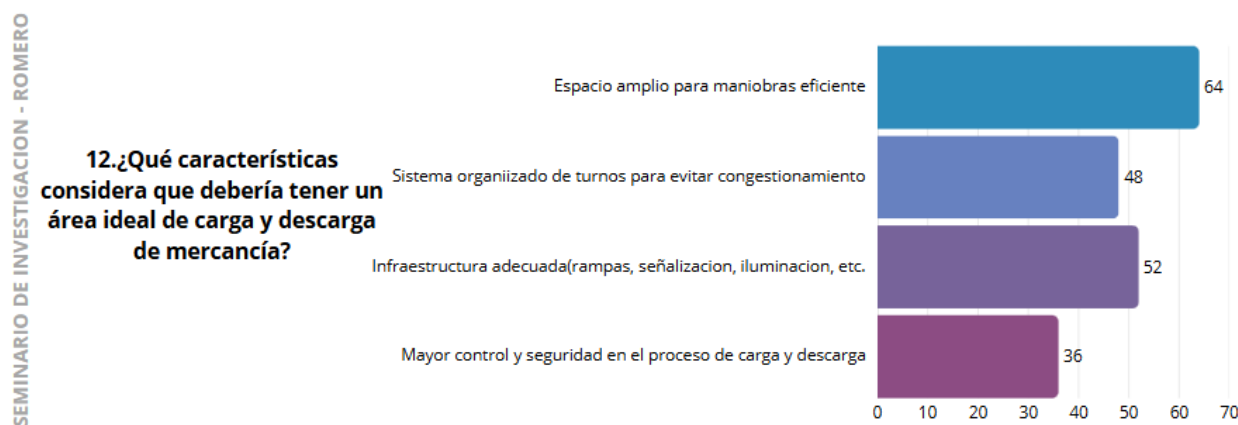 SEMINARIO DE INVESTIGACION - ROMERO
12.¿Qué características
considera que debería tener un
área ideal de carga y descarga
de mercancía?
Espacio amplio para maniobras eficiente
64
Sistema organiizado de turnos para evitar congestionamiento
48
Infraestructura adecuada(rampas, señalizacion, iluminacion, etc.
52
Mayor control y seguridad en el proceso de carga y descarga
36
0 10 20 30 40 50 60 70